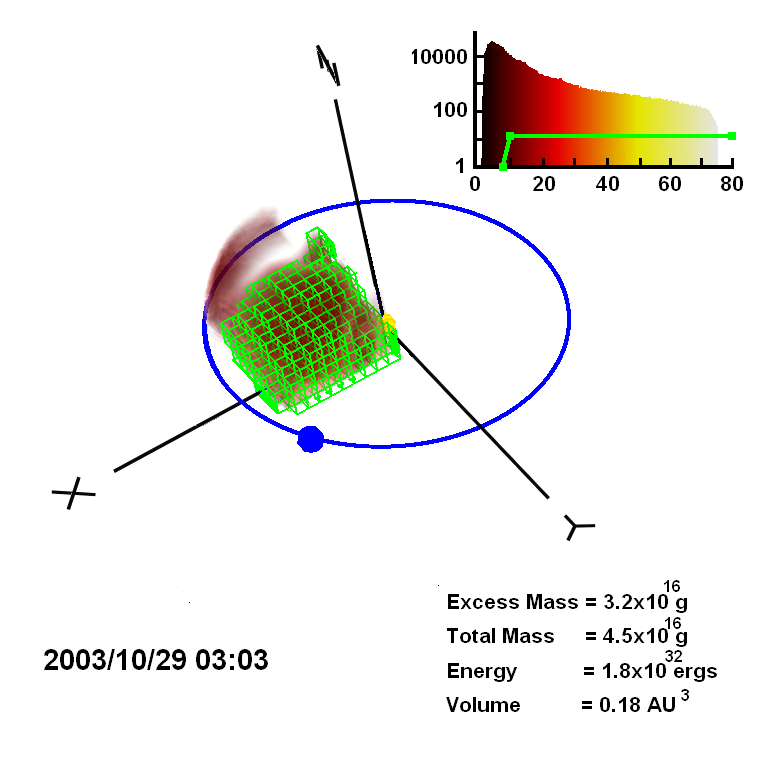 10000
100
1
0 20 40 60 80
Z
X
Y
Excess Mass = 3.2x10^16 g
Total Mass = 4.5x10^16 g
Energy = 1.8x10^32 ergs
Volume = 0.18 AU^3
2003/10/29 03:03